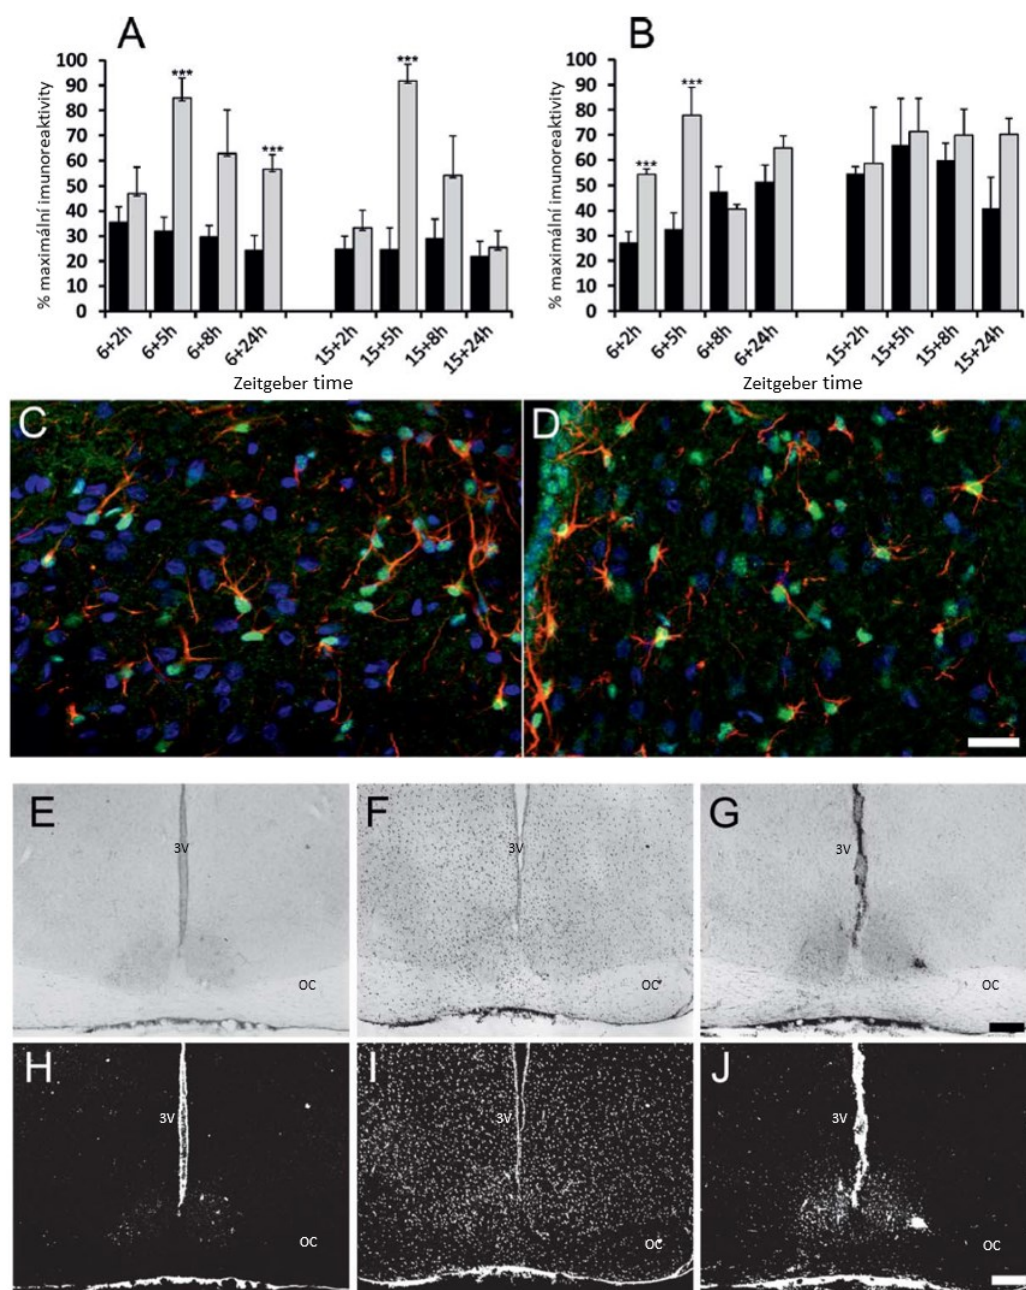 A
% maximální imunoreaktivity
100
90
80
70
60
50
40
30
20
10
0
***
***
***
6+2h 6+5h 6+8h 6+24h 15+2h 15+5h 15+8h 15+24h
Zeitgeber time
B
% maximální imunoreaktivity
100
90
80
70
60
50
40
30
20
10
0
***
***
6+2h 6+5h 6+8h 6+24h 15+2h 15+5h 15+8h 15+24h
Zeitgeber time
C
D
E
3V
OC
F
3V
OC
G
3V
OC
H
3V
OC
I
3V
OC
J
3V
OC